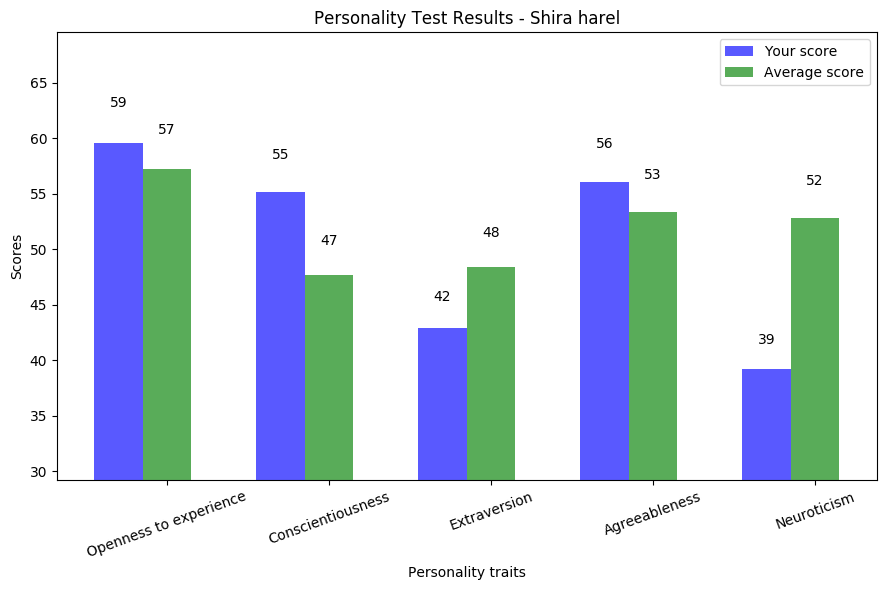 Personality Test Results - Shira harel
Your score
Average score
Scores
65
60
55
50
45
40
35
30
59
57
55
47
42
48
56
53
39
52
Openness to experience
Conscientiousness
Extraversion
Agreeableness
Neuroticism
Personality traits